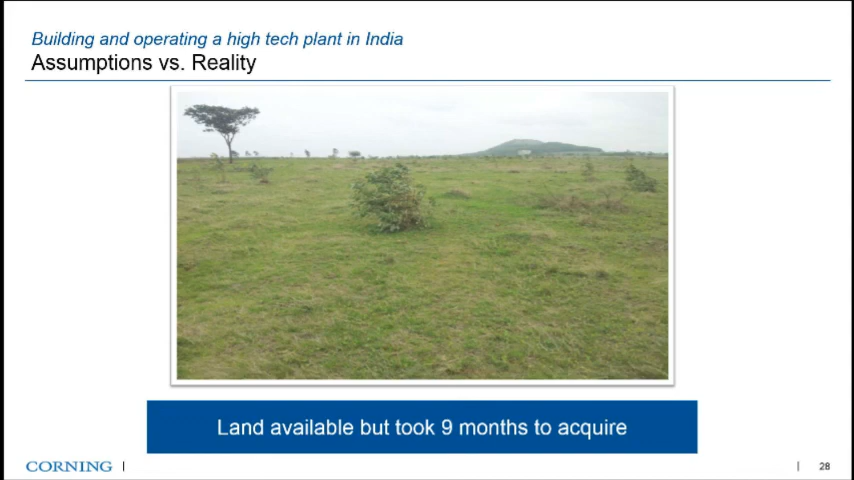 Building and operating a high tech plant in India
Assumptions vs. Reality
Land available but took 9 months to acquire
CORNING |
| 28